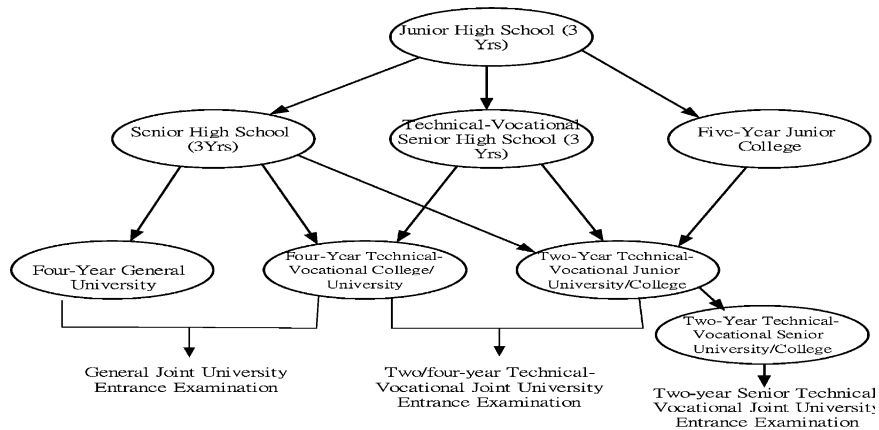 Junior High School (3
Yrs)
Senior High School
(3Yrs)
Technical-Vocational
Senior High School (3
Yrs)
Five-Year Junior
College
Four-Year General
University
Four-Year Technical-
Vocational College/
University
Two-Year Technical-
Vocational Junior
University/College
Two-Year Technical-
Vocational Senior
University/College
General Joint University
Entrance Examination
Two/four-year Technical-
Vocational Joint University
Entrance Examination
Two-year Senior Technical
Vocational Joint University
Entrance Examination